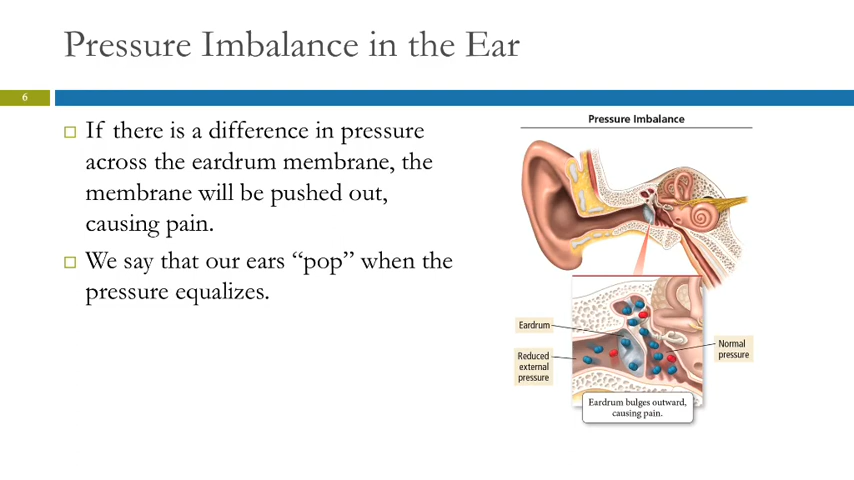 Pressure Imbalance in the Ear
6
If there is a difference in pressure
across the eardrum membrane, the
membrane will be pushed out,
causing pain.
We say that our ears “pop” when the
pressure equalizes.
Pressure Imbalance
Eardrum
Reduced
external
pressure
Normal
pressure
Eardrum bulges outward,
causing pain.